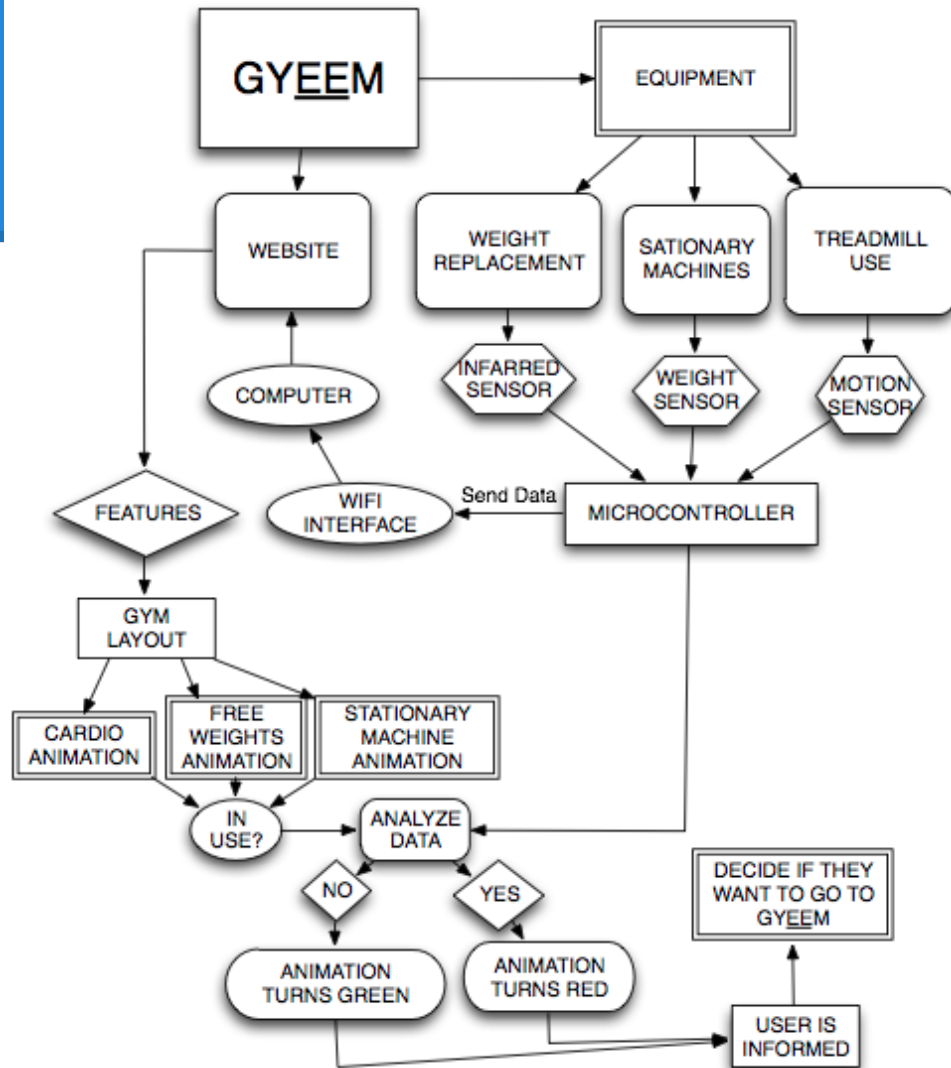 GYEEM
EQUIPMENT
WEBSITE
WEIGHT
REPLACEMENT
SATIONARY
MACHINES
TREADMILL
USE
INFARRED
SENSOR
WEIGHT
SENSOR
MOTION
SENSOR
COMPUTER
WIFI
INTERFACE
Send Data
MICROCONTROLLER
FEATURES
GYM
LAYOUT
CARDIO
ANIMATION
FREE
WEIGHTS
ANIMATION
STATIONARY
MACHINE
ANIMATION
IN
USE?
ANALYZE
DATA
NO
YES
ANIMATION
TURNS GREEN
ANIMATION
TURNS RED
DECIDE IF THEY
WANT TO GO TO
GYEEM
USER IS
INFORMED